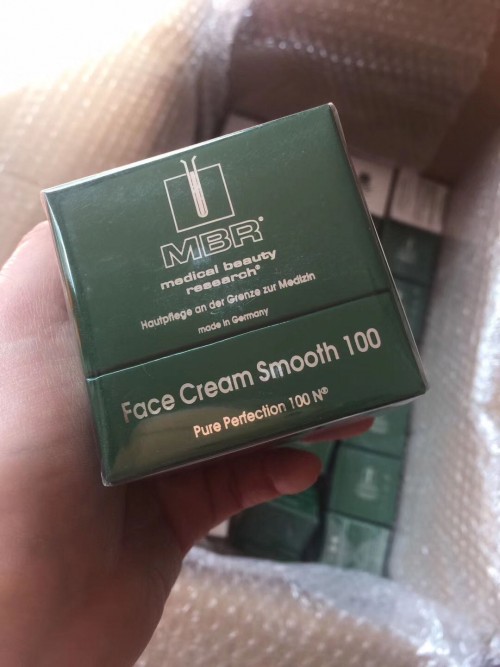 MBR®
medical beauty
research®
Hautpflege an der Grenze zur Medizin
made in Germany
Face Cream Smooth 100
Pure Perfection 100 N®